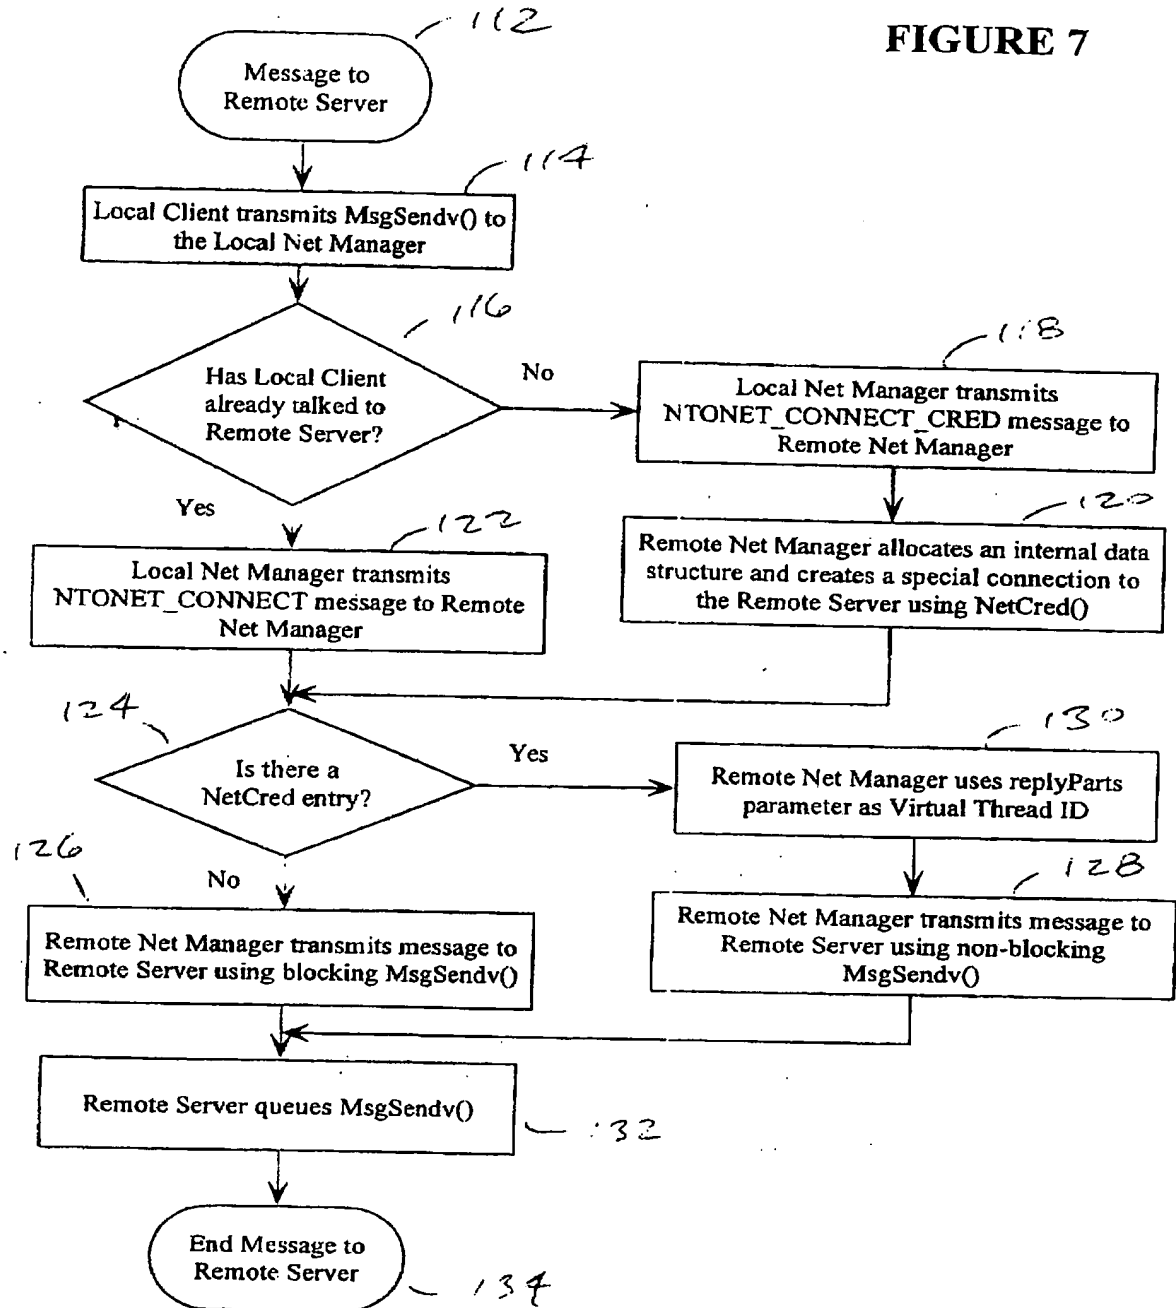 FIGURE 7
112
Message to
Remote Server
114
Local Client transmits MsgSendv() to
the Local Net Manager
116
Has Local Client
already talked to
Remote Server?
No
118
Local Net Manager transmits
NTONET_CONNECT_CRED message to
Remote Net Manager
Yes
120
Remote Net Manager allocates an internal data
structure and creates a special connection to
the Remote Server using NetCred()
122
Local Net Manager transmits
NTONET_CONNECT message to Remote
Net Manager
124
Is there a
NetCred entry?
Yes
130
Remote Net Manager uses replyParts
parameter as Virtual Thread ID
126
No
128
Remote Net Manager transmits message to
Remote Server using non-blocking
MsgSendv()
Remote Net Manager transmits message to
Remote Server using blocking MsgSendv()
Remote Server queues MsgSendv()
132
End Message to
Remote Server
134